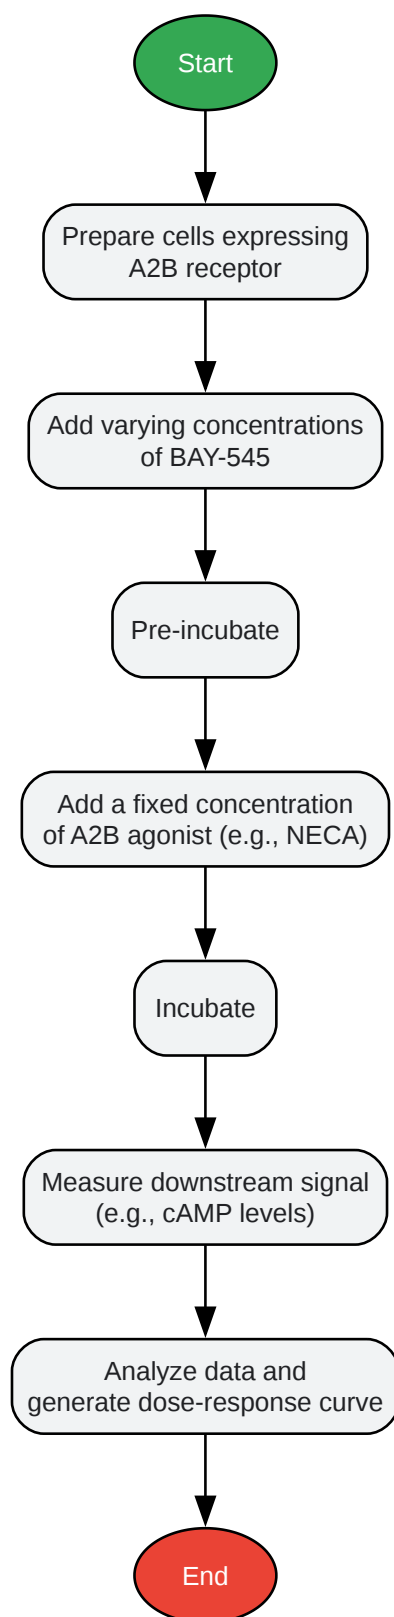 Start
Prepare cells expressing
A2B receptor
Add varying concentrations
of BAY-545
Pre-incubate
Add a fixed concentration
of A2B agonist (e.g., NECA)
Incubate
Measure downstream signal
(e.g., cAMP levels)
Analyze data and
generate dose-response curve
End